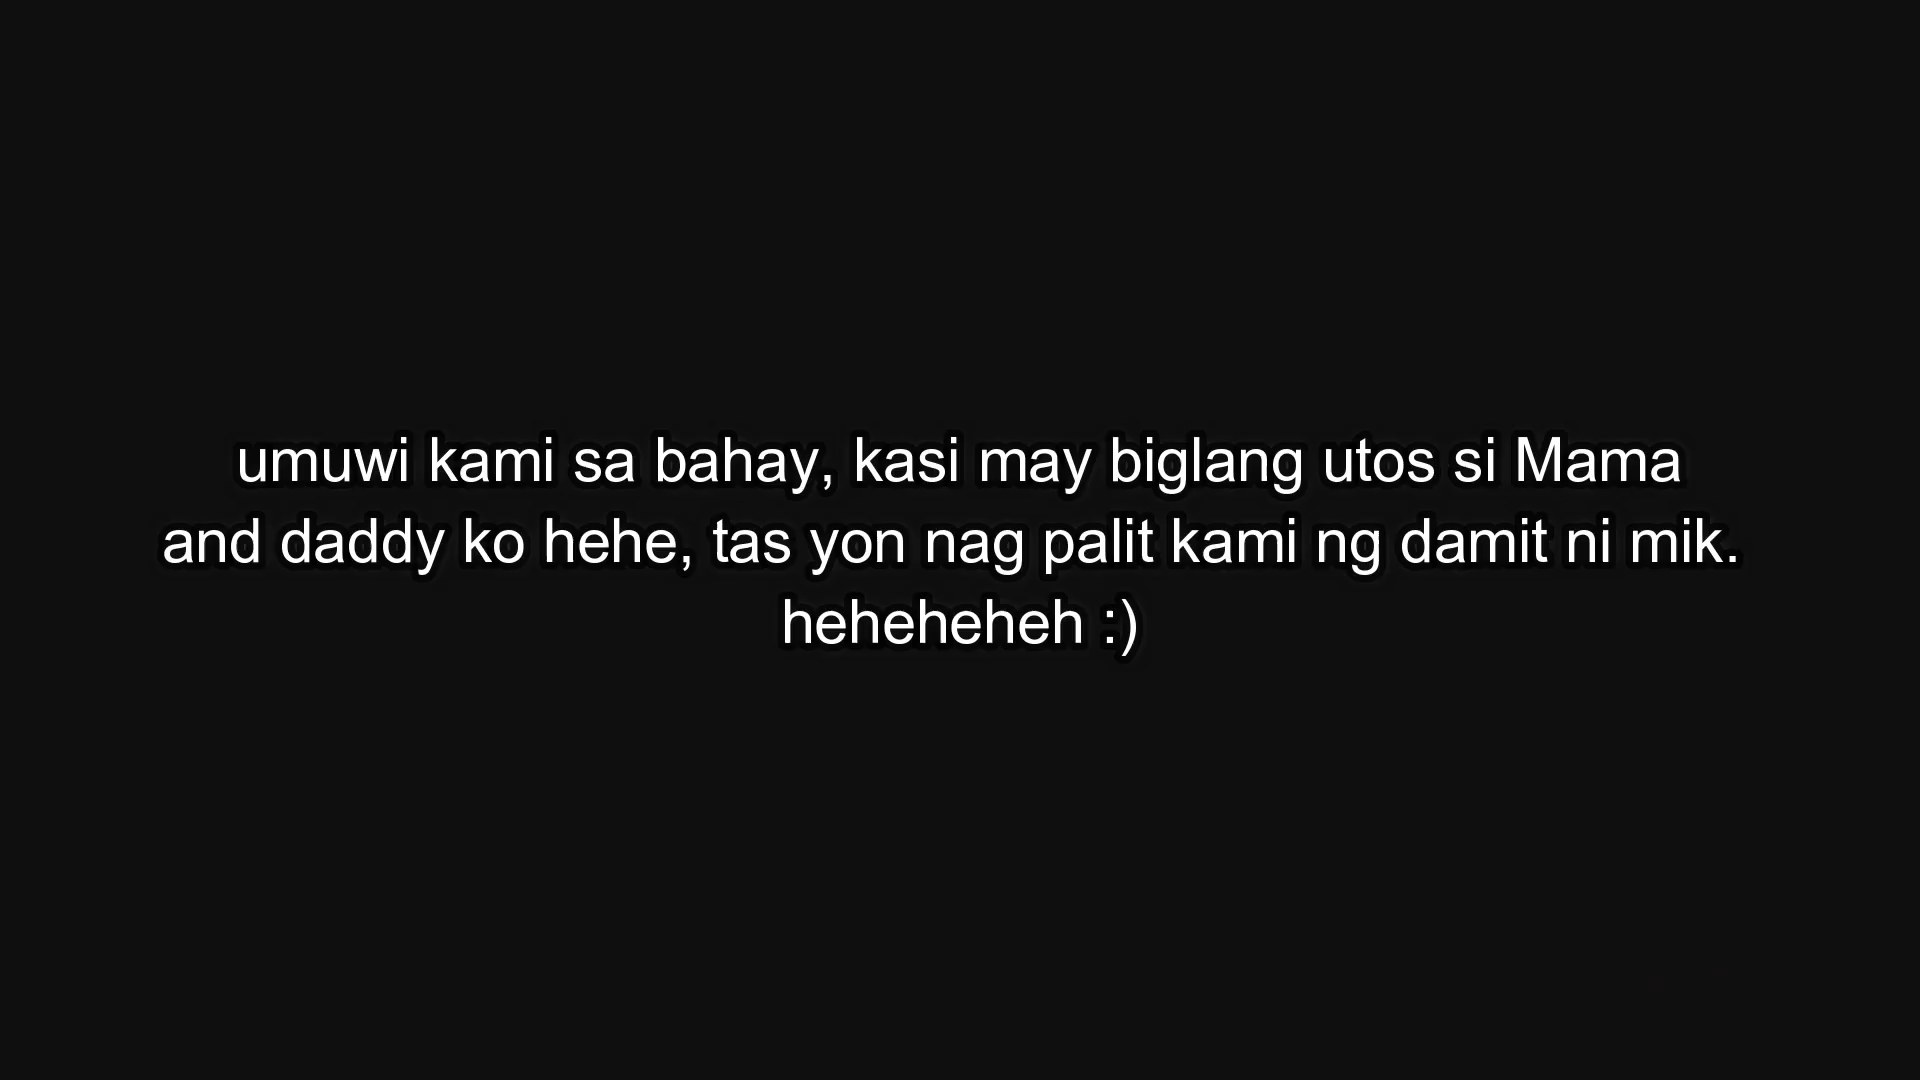 umuwi kami sa bahay, kasi may biglang utos si Mama
and daddy ko hehe, tas yon nag palit kami ng damit ni mik.
heheheheh :)